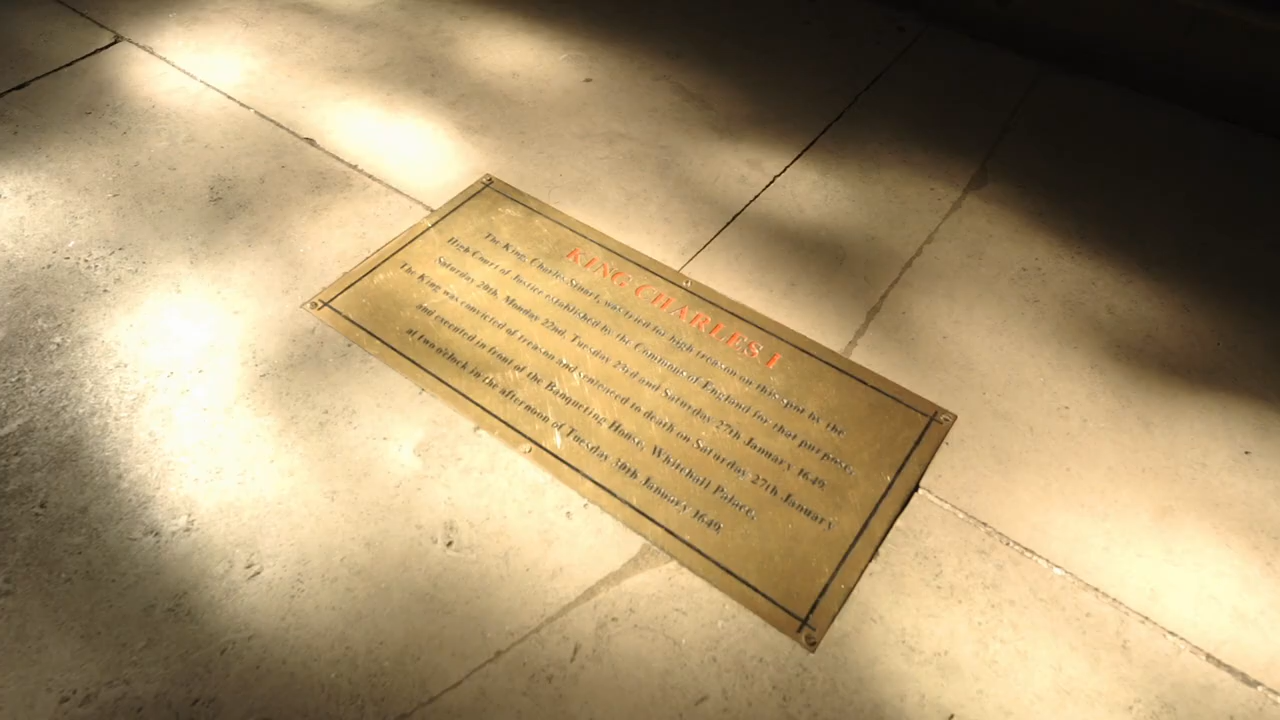 KING CHARLES I
The King, Charles Stuart, was tried for high treason on this spot by the
High Court of Justice established by the Commons of England for that purpose,
Saturday 20th, Monday 22nd, Tuesday 23rd and Saturday 27th January 1649.
The King was convicted of treason and sentenced to death on Saturday 27th January
and executed in front of the Banqueting House, Whitehall Palace,
at two o'clock in the afternoon of Tuesday 30th January 1649.